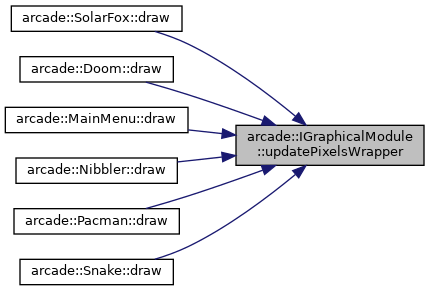 arcade::SolarFox::draw
arcade::Doom::draw
arcade::MainMenu::draw
arcade::IGraphicalModule
::updatePixelsWrapper
arcade::Nibbler::draw
arcade::Pacman::draw
arcade::Snake::draw